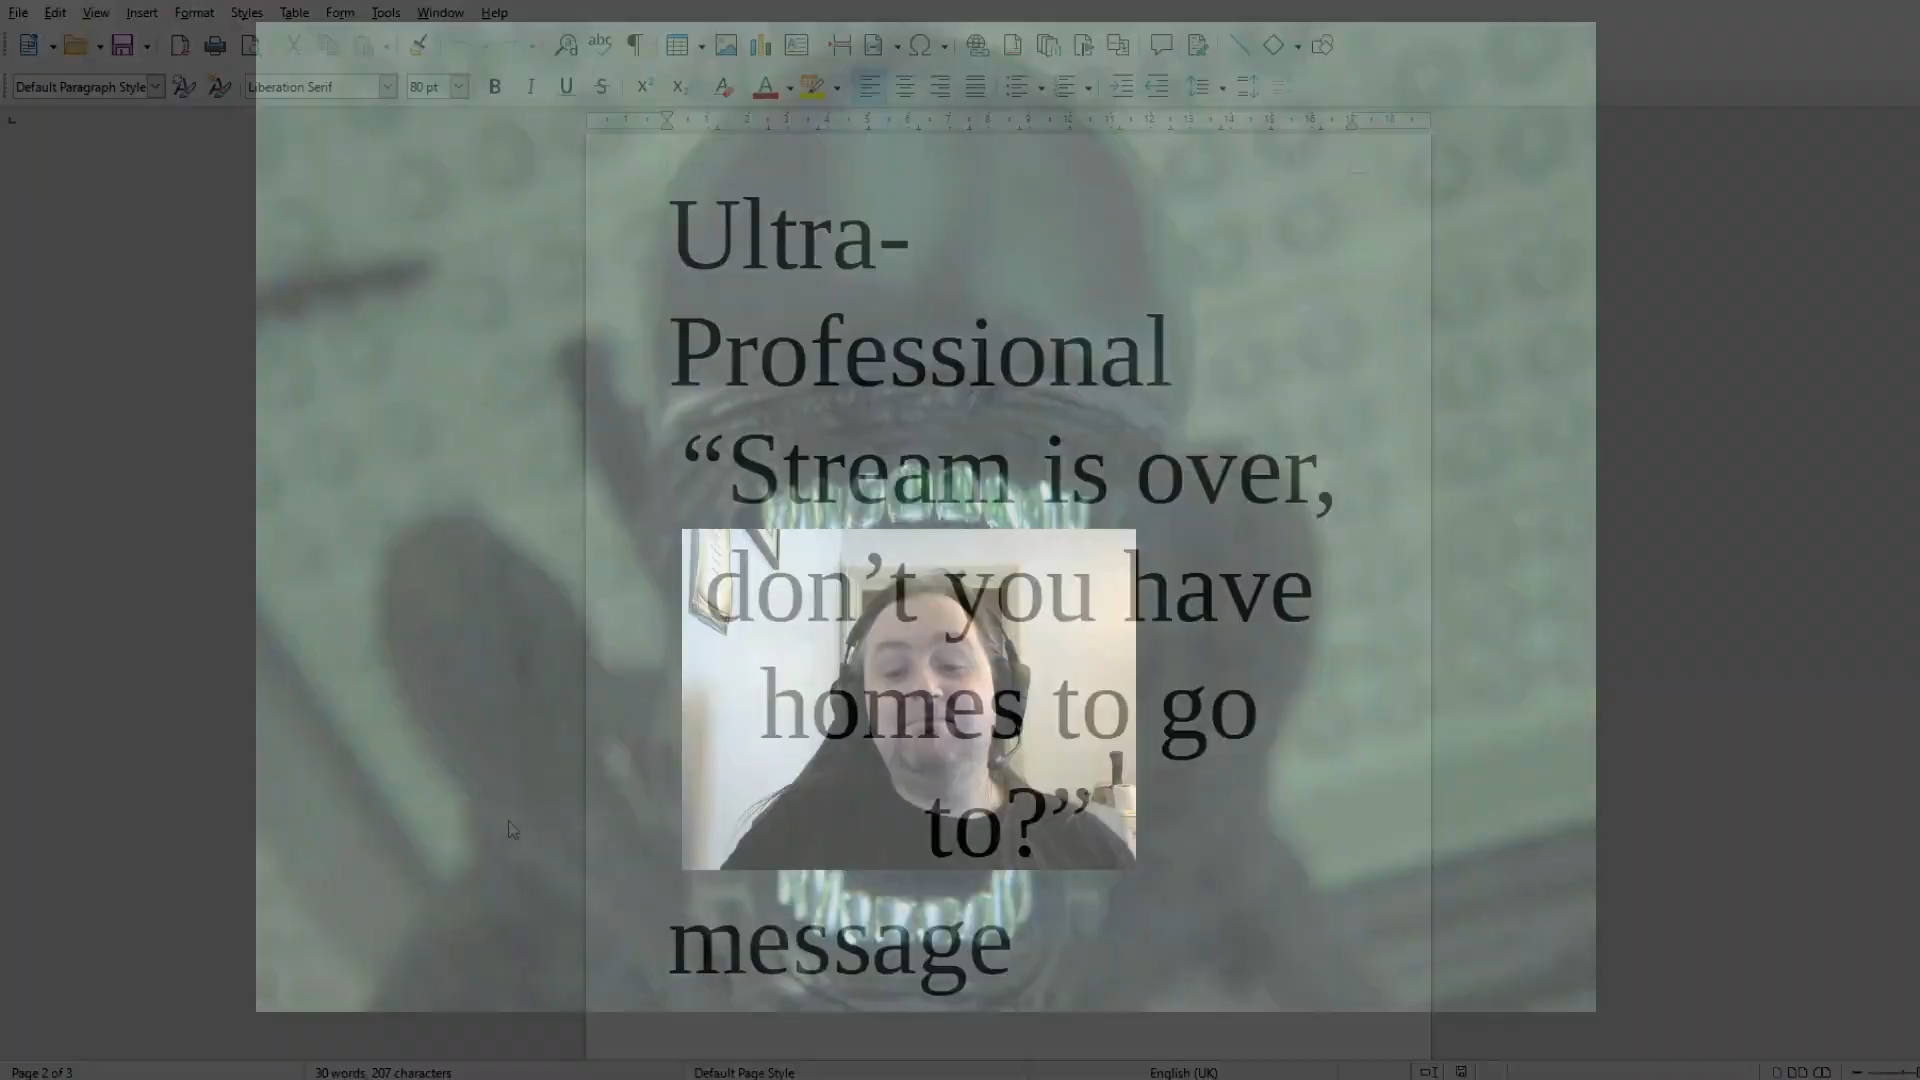 File Edit View Insert Format Styles Table Form Tools Window Help
Default Paragraph Style Liberation Serif 80 pt
Ultra-
Professional
“Stream is over,
don’t you have
homes to go
to?”
message
Page 2 of 3 30 words, 207 characters Default Page Style English (UK)